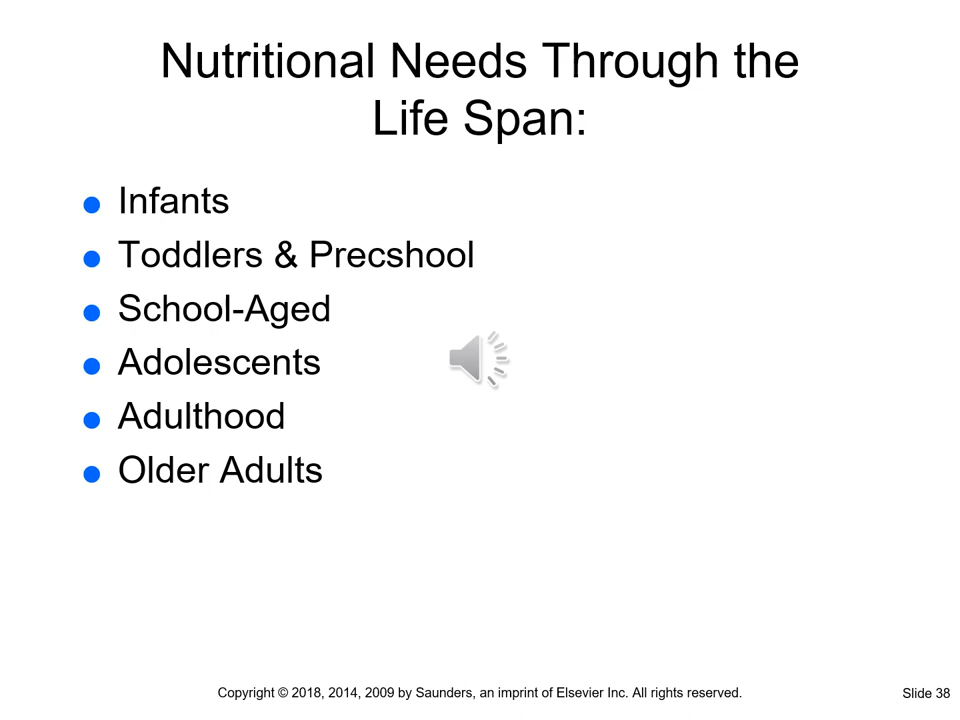 Nutritional Needs Through the
Life Span:
Infants
Toddlers & Precshool
School-Aged
Adolescents
Adulthood
Older Adults
Copyright © 2018, 2014, 2009 by Saunders, an imprint of Elsevier Inc. All rights reserved.
Slide 38